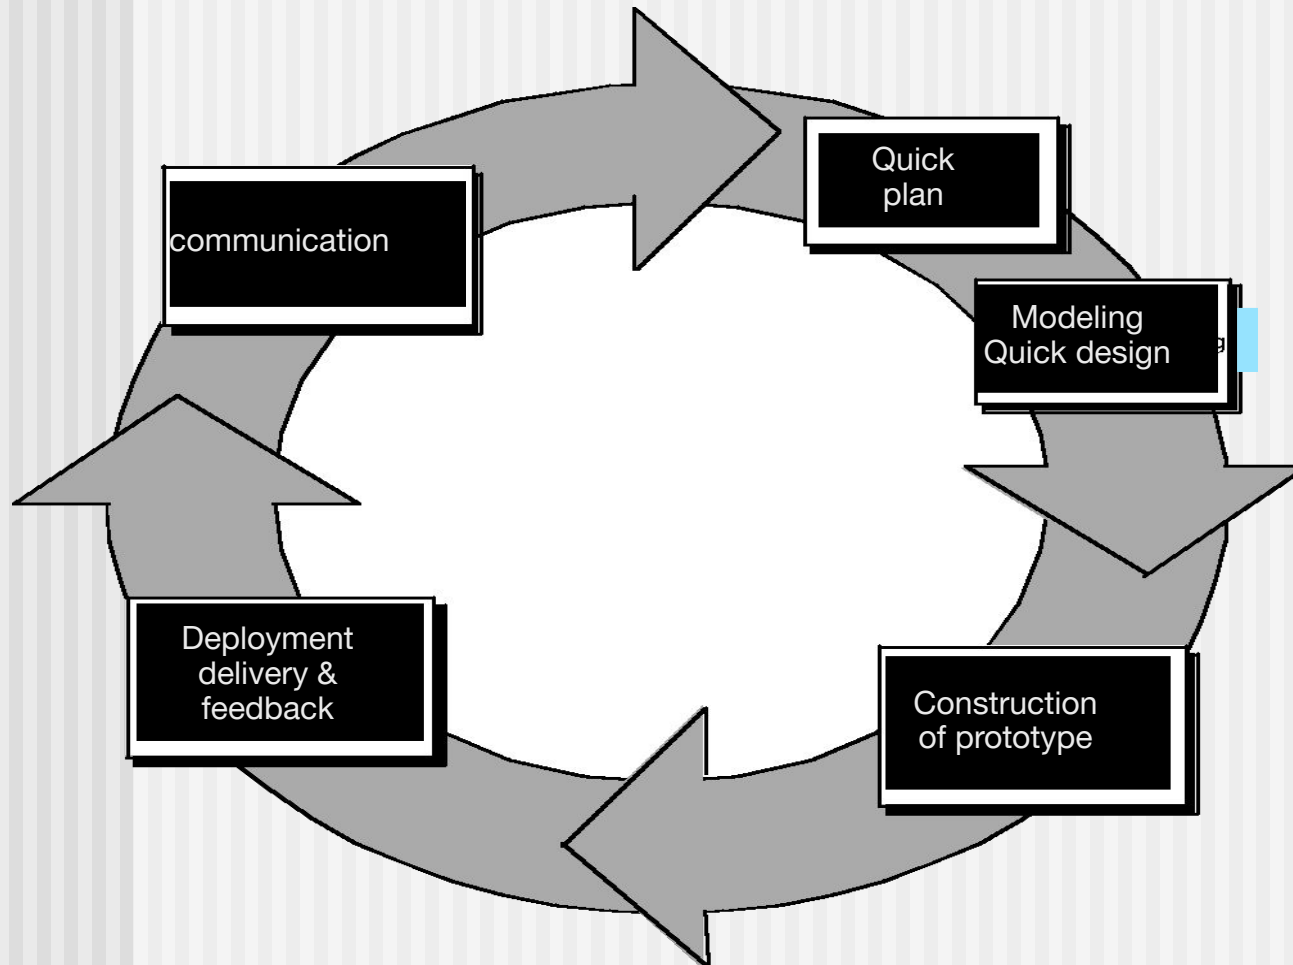 communication
Quick
plan
Modeling
Quick design
Construction
of prototype
Deployment
delivery &
feedback